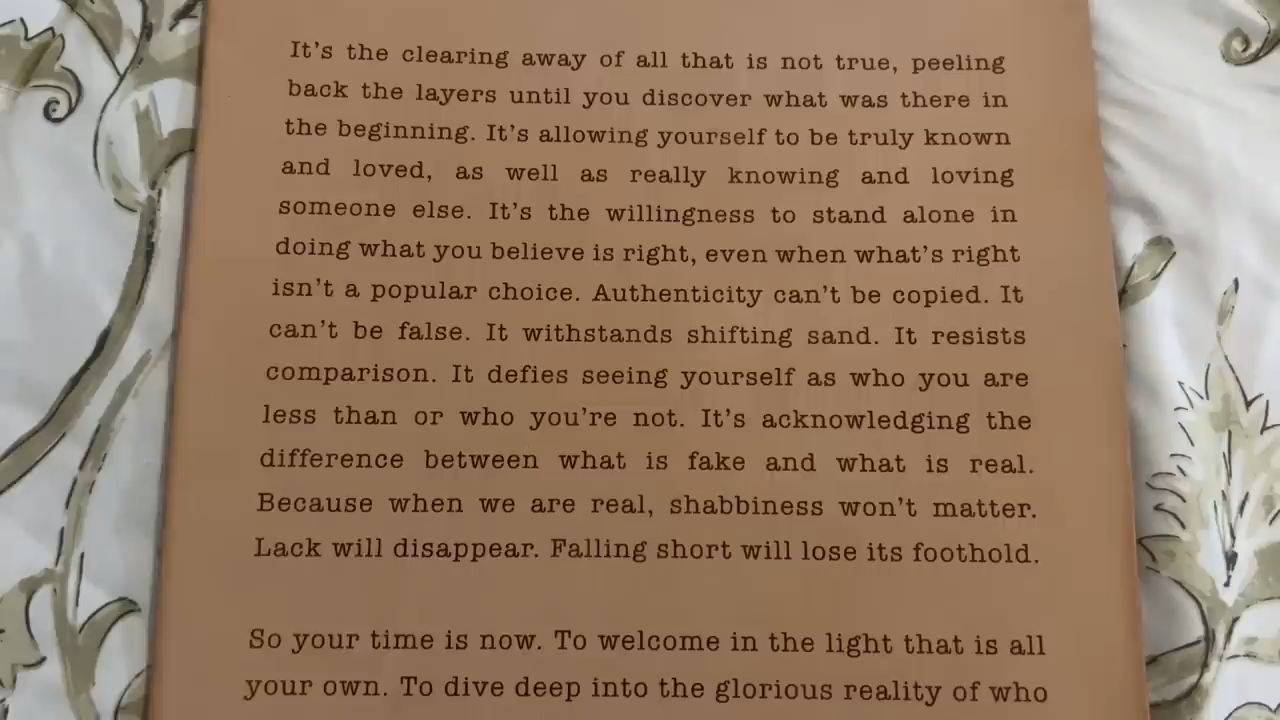 It's the clearing away of all that is not true, peeling
back the layers until you discover what was there in
the beginning. It's allowing yourself to be truly known
and loved, as well as really knowing and loving
someone else. It's the willingness to stand alone in
doing what you believe is right, even when what's right
isn't a popular choice. Authenticity can't be copied. It
can't be false. It withstands shifting sand. It resists
comparison. It defies seeing yourself as who you are
less than or who you're not. It's acknowledging the
difference between what is fake and what is real.
Because when we are real, shabbiness won't matter.
Lack will disappear. Falling short will lose its foothold.
So your time is now. To welcome in the light that is all
your own. To dive deep into the glorious reality of who